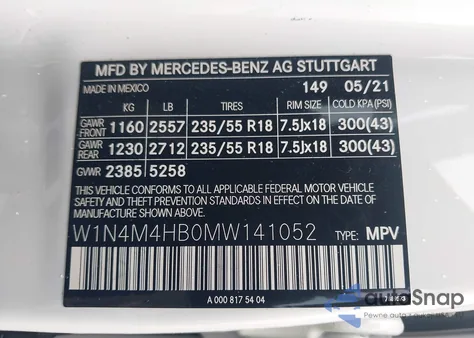 MFD BY MERCEDES-BENZ AG STUTTGART
MADE IN MEXICO 149 05/21
KG LB TIRES RIM SIZE COLD KPA (PSI)
GAWR FRONT 1160 2557 235/55 R18 7.5Jx18 300(43)
GAWR REAR 1230 2712 235/55 R18 7.5Jx18 300(43)
GVWR 2385 5258
THIS VEHICLE CONFORMS TO ALL APPLICABLE FEDERAL MOTOR VEHICLE
SAFETY AND THEFT PREVENTION STANDARDS IN EFFECT ON THE DATE OF
MANUFACTURE SHOWN ABOVE.
W1N4M4HB0MW141052 TYPE: MPV
A 000 817 54 04
autoSnap
Pewne auto z